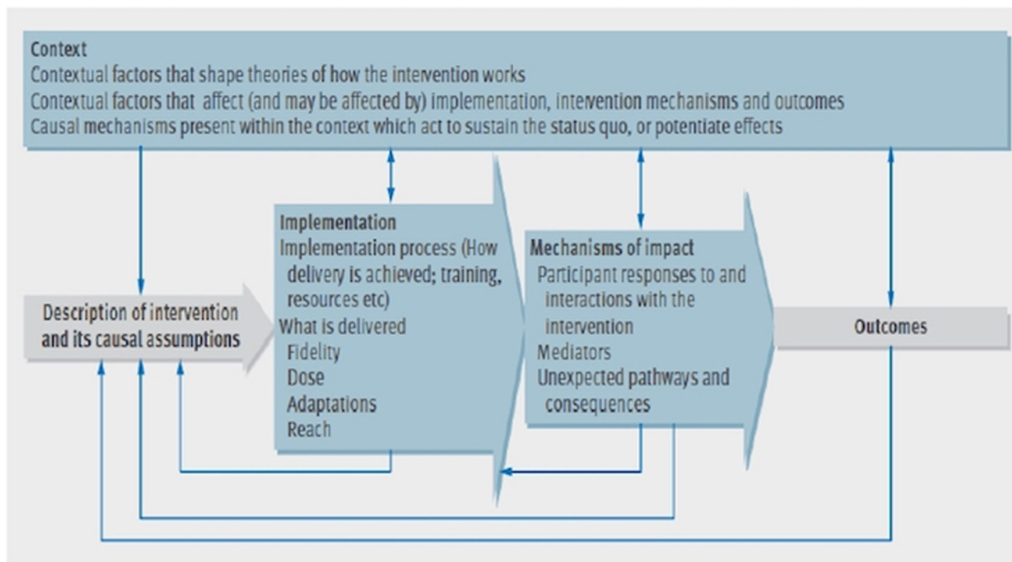 Context
Contextual factors that shape theories of how the intervention works
Contextual factors that affect (and may be affected by) implementation, intervention mechanisms and outcomes
Causal mechanisms present within the context which act to sustain the status quo, or potentiate effects
Description of intervention
and its causal assumptions
Implementation
Implementation process (How
delivery is achieved; training,
resources etc)
What is delivered
Fidelity
Dose
Adaptations
Reach
Mechanisms of impact
Participant responses to and
interactions with the
intervention
Mediators
Unexpected pathways and
consequences
Outcomes